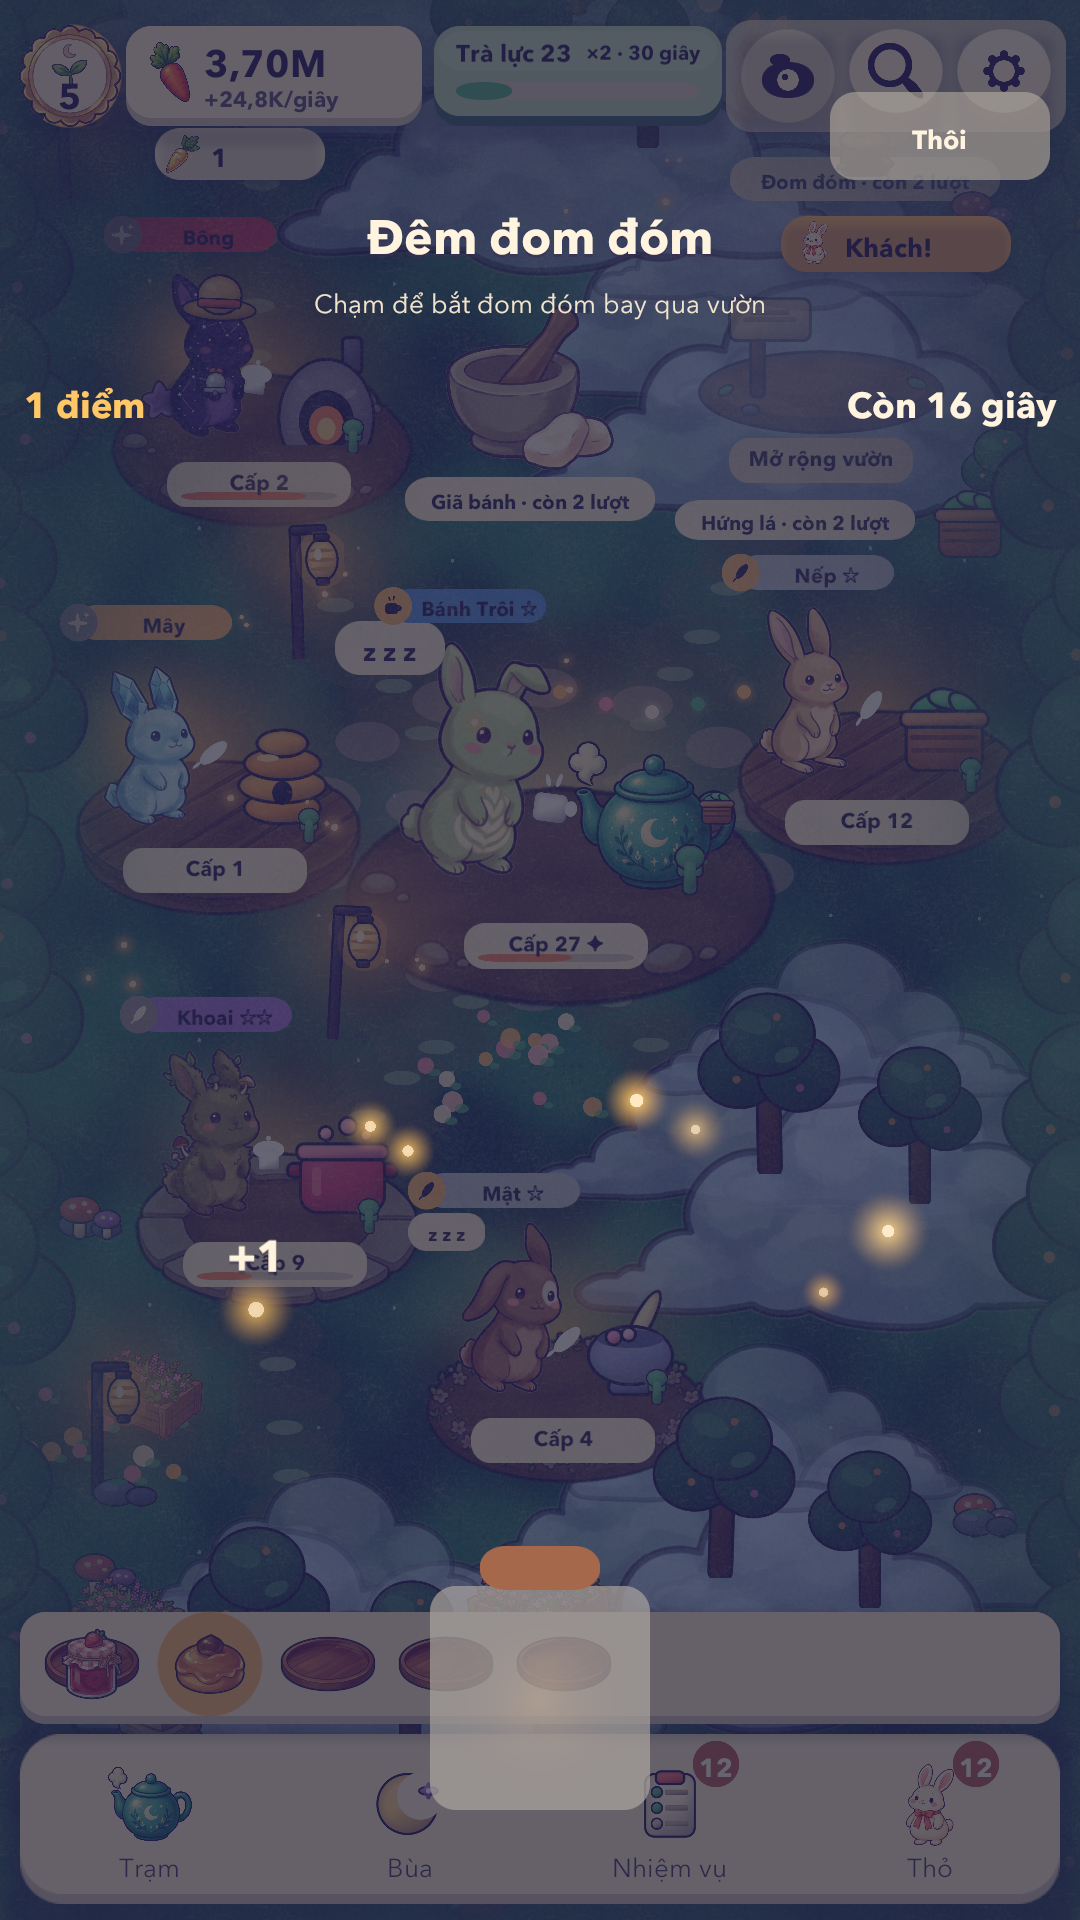 5
3,70M
+24,8K/giây
Trà lực 23 ×2 · 30 giây
Thôi
1
Đom đóm · còn 2 lượt
Bông
Đêm đom đóm
Khách!
Chạm để bắt đom đóm bay qua vườn
1 điểm
Còn 16 giây
Mở rộng vườn
Cấp 2
Giã bánh · còn 2 lượt
Hứng lá · còn 2 lượt
Nếp ☆
Bánh Trôi ☆
Mây
z z z
Cấp 12
Cấp 1
Cấp 27 ✦
Khoai ☆☆
Mật ☆
z z z
+1
Cấp 9
Cấp 4
12
12
Trạm
Bùa
Nhiệm vụ
Thỏ